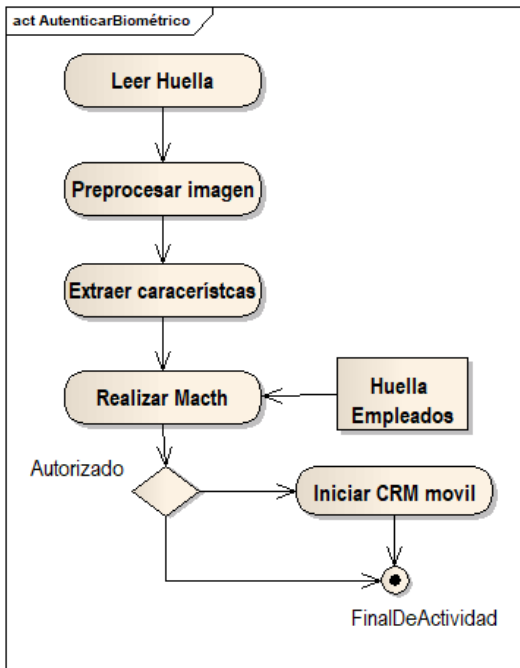 act AutenticarBiométrico
Leer Huella
Preprocesar imagen
Extraer caracerístcas
Realizar Macth
Huella
Empleados
Autorizado
Iniciar CRM movil
FinalDeActividad